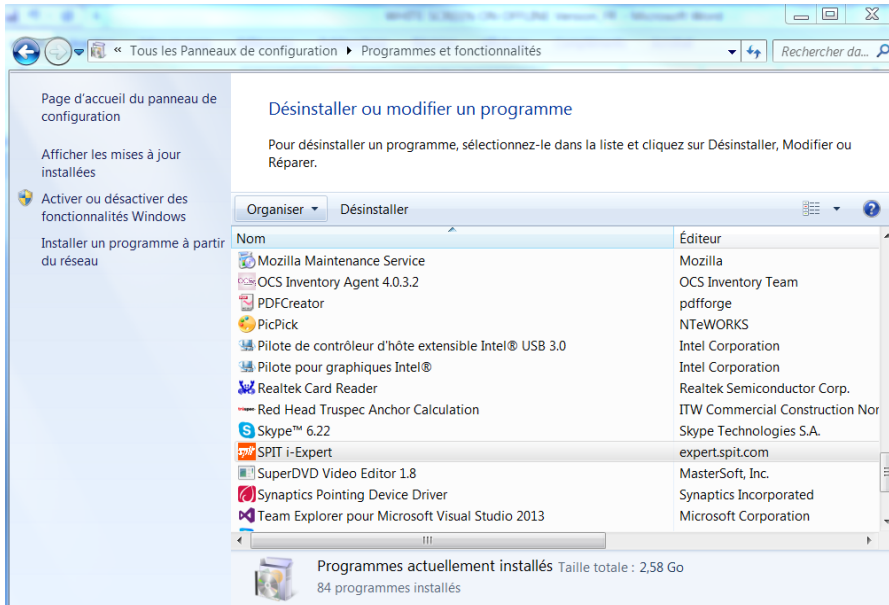 WHITE SCREEN ON OFFLINE Version_FR - Microsoft Word
« Tous les Panneaux de configuration ▸ Programmes et fonctionnalités
Rechercher da...
Page d'accueil du panneau de
configuration
Afficher les mises à jour
installées
Activer ou désactiver des
fonctionnalités Windows
Installer un programme à partir
du réseau
Désinstaller ou modifier un programme
Pour désinstaller un programme, sélectionnez-le dans la liste et cliquez sur Désinstaller, Modifier ou
Réparer.
Organiser Désinstaller
Nom Éditeur
Mozilla Maintenance Service Mozilla
OCS Inventory Agent 4.0.3.2 OCS Inventory Team
PDFCreator pdfforge
PicPick NTeWORKS
Pilote de contrôleur d'hôte extensible Intel® USB 3.0 Intel Corporation
Pilote pour graphiques Intel® Intel Corporation
Realtek Card Reader Realtek Semiconductor Corp.
Red Head Truspec Anchor Calculation ITW Commercial Construction Nor
Skype™ 6.22 Skype Technologies S.A.
SPIT i-Expert expert.spit.com
SuperDVD Video Editor 1.8 MasterSoft, Inc.
Synaptics Pointing Device Driver Synaptics Incorporated
Team Explorer pour Microsoft Visual Studio 2013 Microsoft Corporation
Programmes actuellement installés Taille totale : 2,58 Go
84 programmes installés